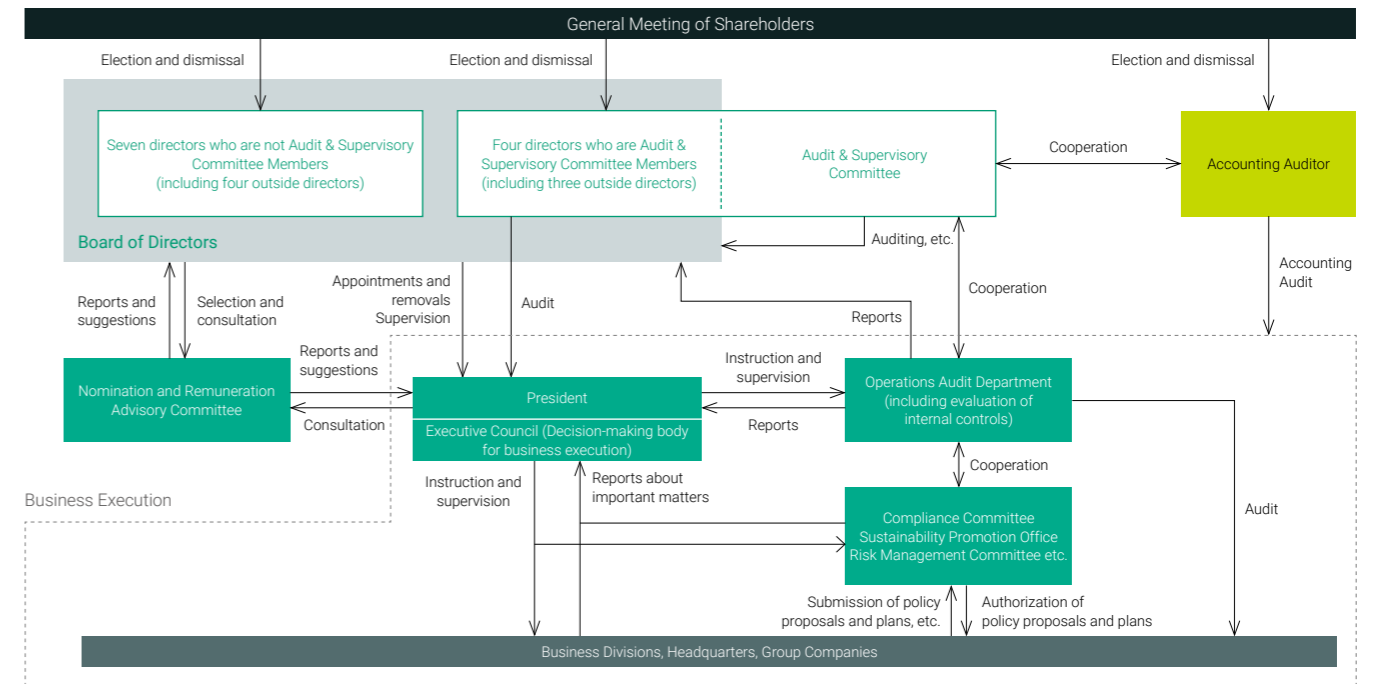 General Meeting of Shareholders
Election and dismissal
Election and dismissal
Election and dismissal
Seven directors who are not Audit & Supervisory
Committee Members
(including four outside directors)
Four directors who are Audit &
Supervisory Committee Members
(including three outside directors)
Audit & Supervisory
Committee
Cooperation
Accounting Auditor
Board of Directors
Auditing, etc.
Reports and
suggestions
Selection and
consultation
Appointments and
removals
Supervision
Audit
Reports
Cooperation
Accounting
Audit
Nomination and Remuneration
Advisory Committee
Reports and
suggestions
Consultation
President
Executive Council (Decision-making body
for business execution)
Instruction and
supervision
Reports
Operations Audit Department
(including evaluation of
internal controls)
Business Execution
Instruction and
supervision
Reports about
important matters
Cooperation
Compliance Committee
Sustainability Promotion Office
Risk Management Committee etc.
Audit
Submission of policy
proposals and plans, etc.
Authorization of
policy proposals and plans
Business Divisions, Headquarters, Group Companies